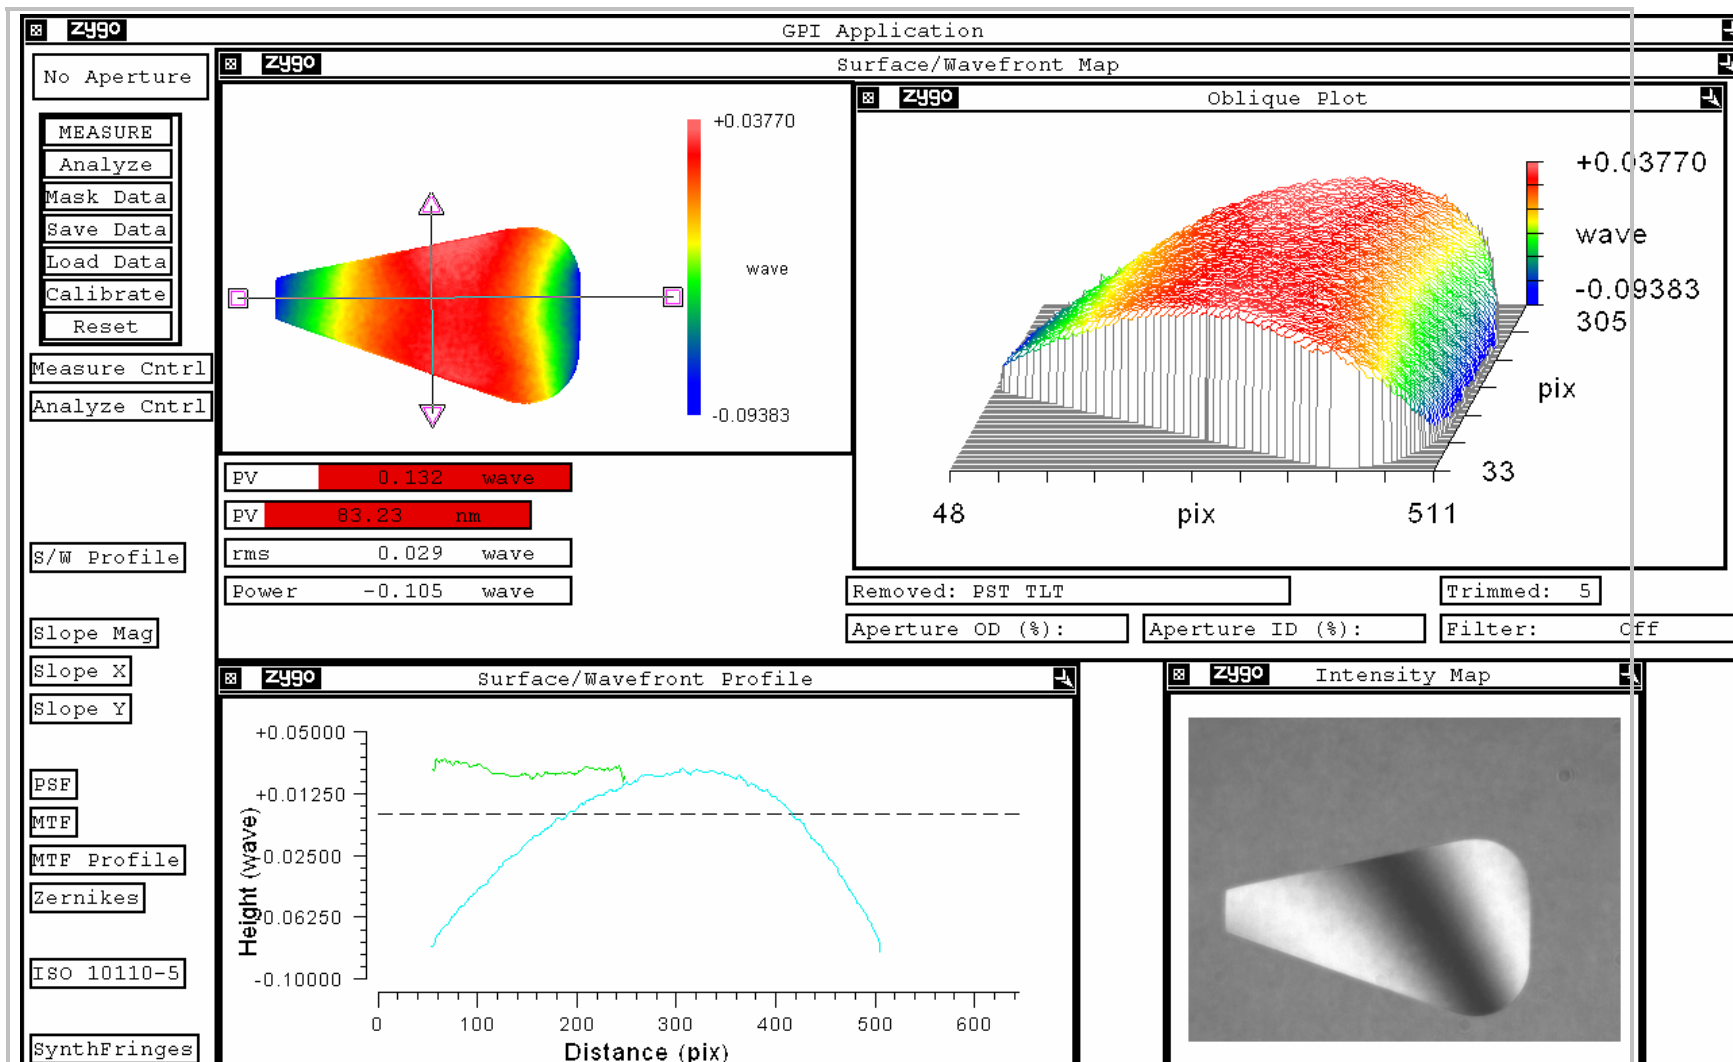 zygo GPI Application
No Aperture
MEASURE
Analyze
Mask Data
Save Data
Load Data
Calibrate
Reset
Measure Cntrl
Analyze Cntrl
S/W Profile
Slope Mag
Slope X
Slope Y
PSF
MTF
MTF Profile
Zernikes
ISO 10110-5
SynthFringes
zygo Surface/Wavefront Map
+0.03770
wave
-0.09383
zygo Oblique Plot
+0.03770
wave
-0.09383
305
pix
33
48 pix 511
PV 0.132 wave
PV 83.23 nm
rms 0.029 wave
Power -0.105 wave
Removed: PST TLT
Trimmed: 5
Aperture OD (%):
Aperture ID (%):
Filter: Off
zygo Surface/Wavefront Profile
Height (wave)
+0.05000
+0.01250
-0.02500
-0.06250
-0.10000
0 100 200 300 400 500 600
Distance (pix)
zygo Intensity Map